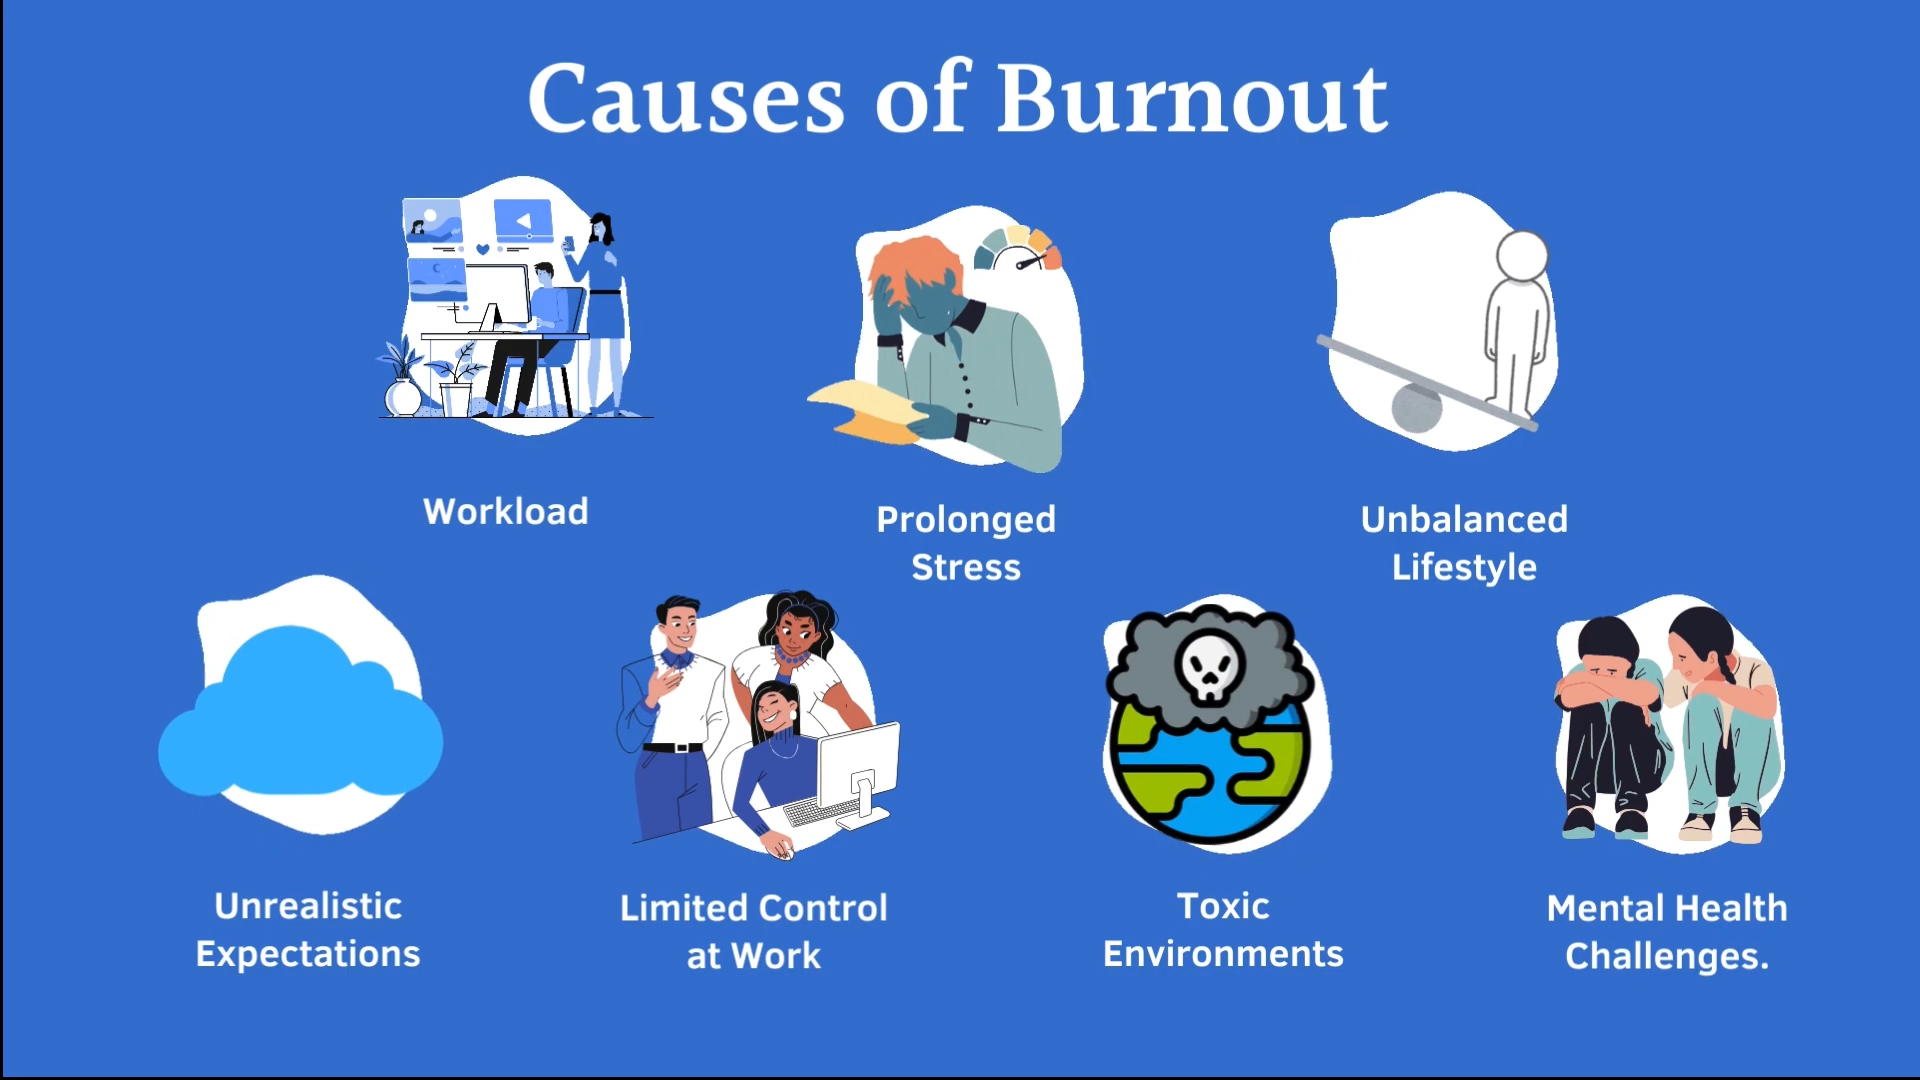 Causes of Burnout
Workload
Prolonged
Stress
Unbalanced
Lifestyle
Unrealistic
Expectations
Limited Control
at Work
Toxic
Environments
Mental Health
Challenges.